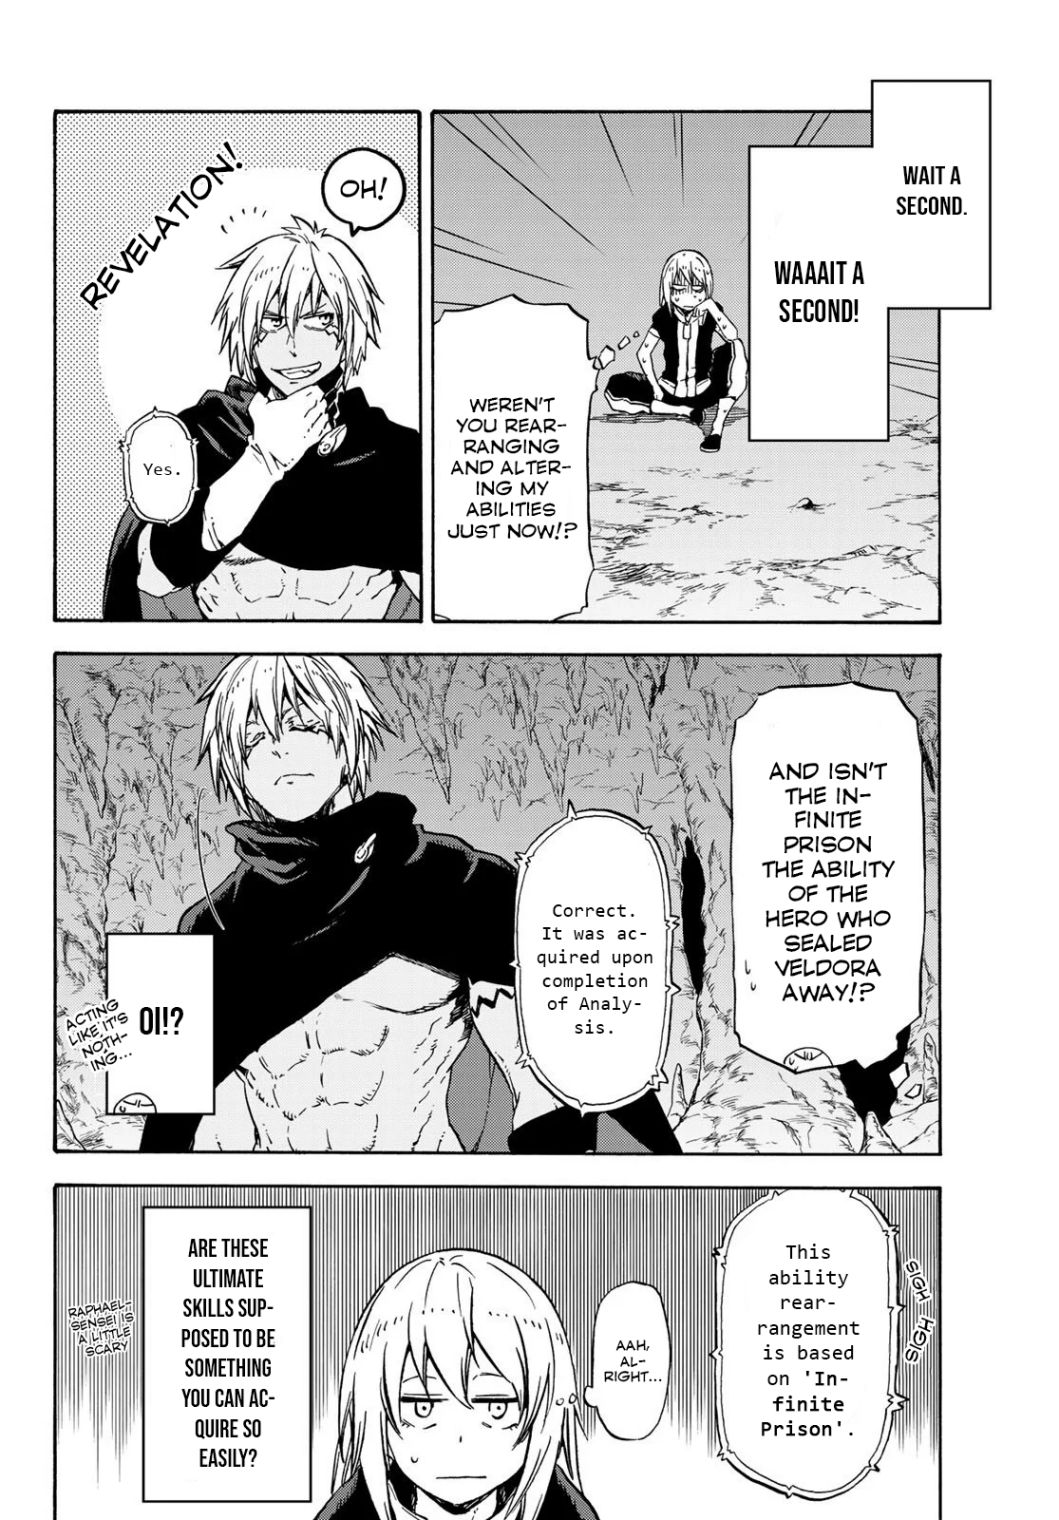 WAIT A
SECOND.
WAAAIT A
SECOND!
WEREN'T
YOU REAR-
RANGING
AND ALTER-
ING MY
ABILITIES
JUST NOW!?
OH!
REVELATION!
Yes.
AND ISN'T
THE IN-
FINITE
PRISON
THE ABILITY
OF THE
HERO WHO
SEALED
VELDORA
AWAY!?
Correct.
It was ac-
quired upon
completion
of Analy-
sis.
OI!?
ACTING
LIKE IT'S
NOTH-
ING...
This
ability
rear-
rangement
is based
on 'In-
finite
Prison'.
SIGH HGIS
AAH,
AL-
RIGHT...
ARE THESE
ULTIMATE
SKILLS SUP-
POSED TO BE
SOMETHING
YOU CAN AC-
QUIRE SO
EASILY?
RAPHAEL-
SENSEI IS
A LITTLE
SCARY